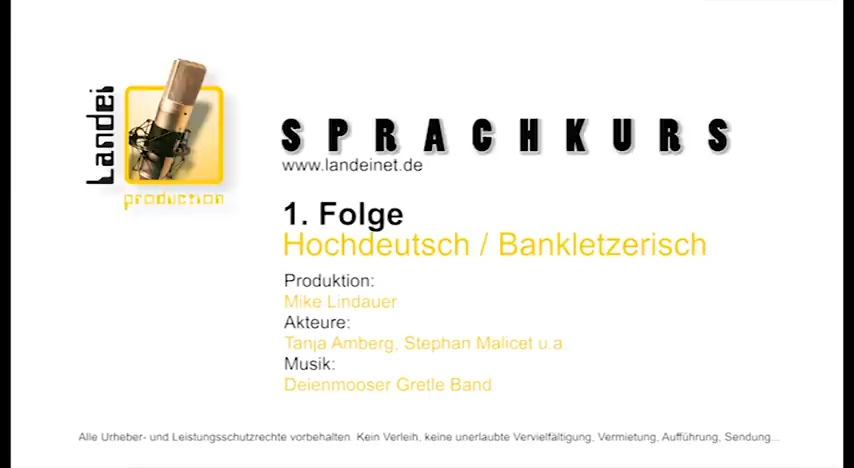 Landei
production
SPRACHKURS
www.landeinet.de
1. Folge
Hochdeutsch / Bankletzerisch
Produktion:
Mike Lindauer
Akteure:
Tanja Amberg, Stephan Malicet u.a.
Musik:
Deienmooser Gretle Band
Alle Urheber- und Leistungsschutzrechte vorbehalten. Kein Verleih, keine unerlaubte Vervielfältigung, Vermietung, Aufführung, Sendung...